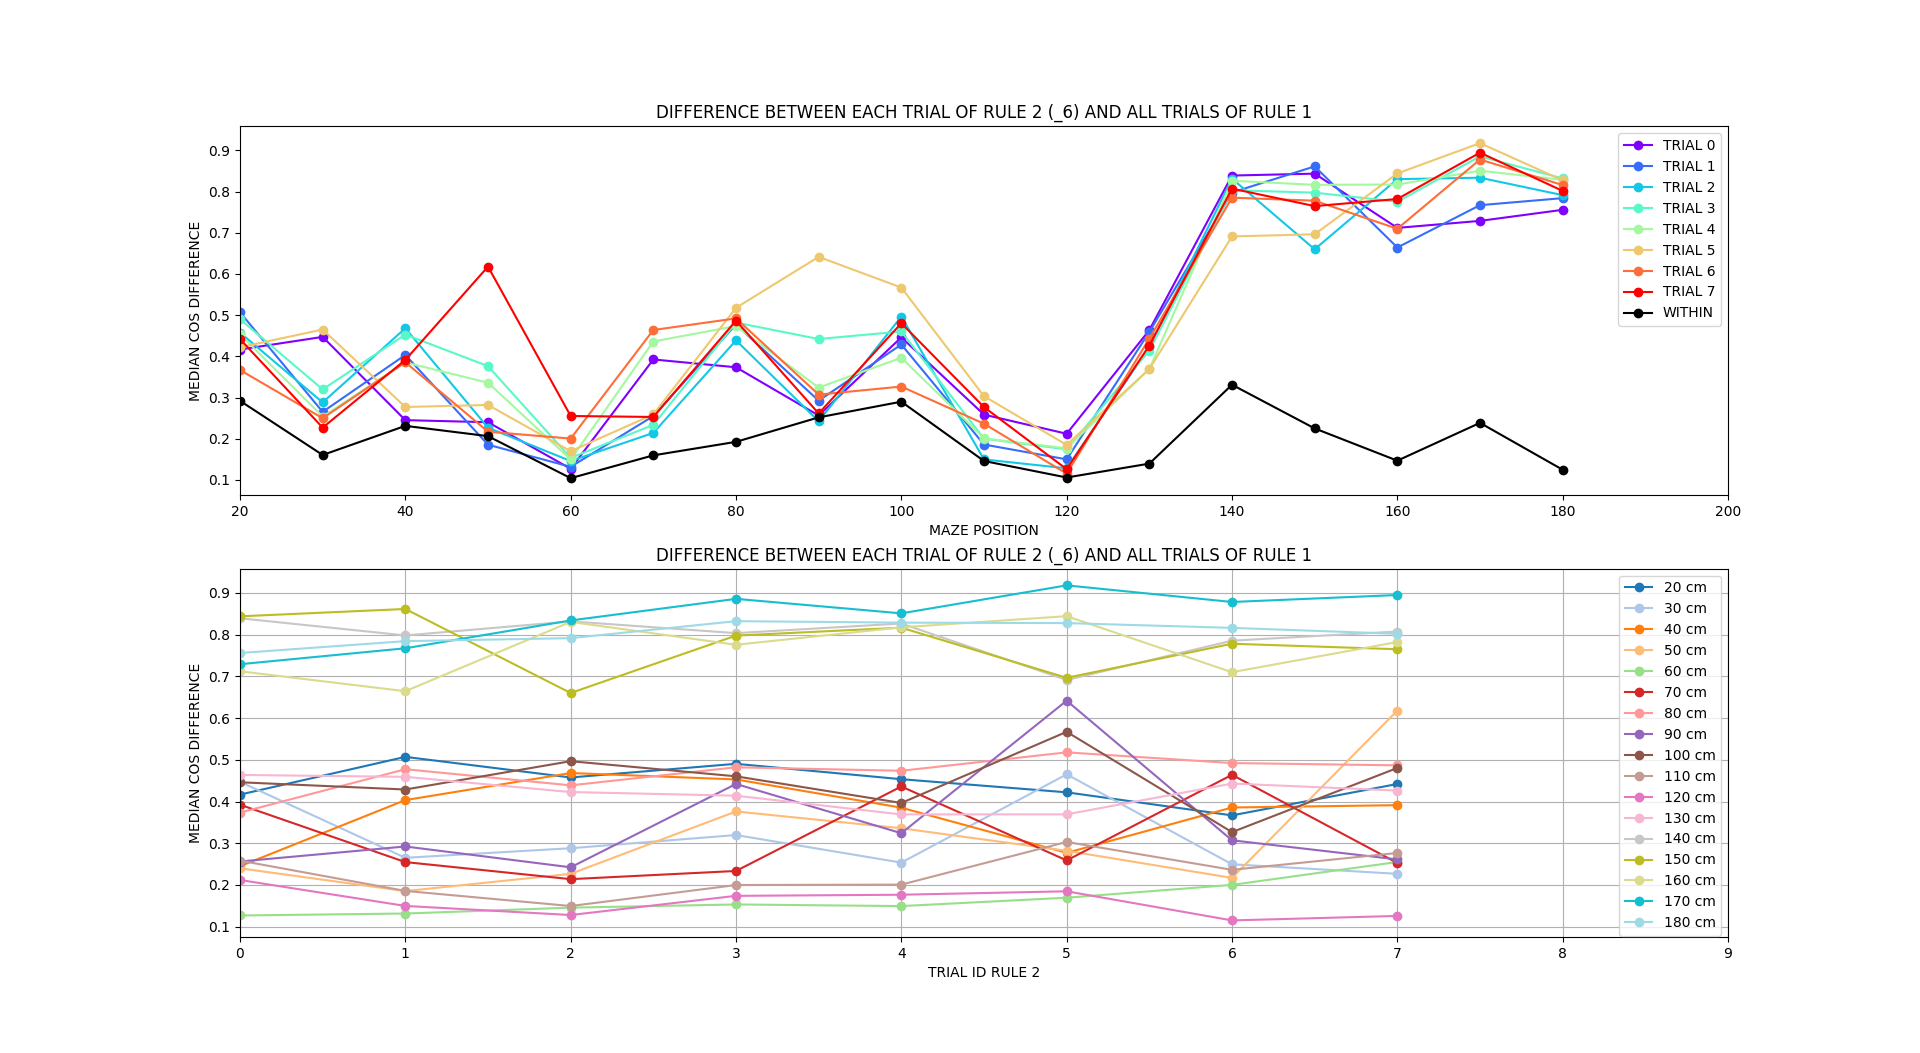 DIFFERENCE BETWEEN EACH TRIAL OF RULE 2 (_6) AND ALL TRIALS OF RULE 1
MEDIAN COS DIFFERENCE
0.9
0.8
0.7
0.6
0.5
0.4
0.3
0.2
0.1
TRIAL 0
TRIAL 1
TRIAL 2
TRIAL 3
TRIAL 4
TRIAL 5
TRIAL 6
TRIAL 7
WITHIN
20 40 60 80 100 120 140 160 180 200
MAZE POSITION
DIFFERENCE BETWEEN EACH TRIAL OF RULE 2 (_6) AND ALL TRIALS OF RULE 1
MEDIAN COS DIFFERENCE
0.9
0.8
0.7
0.6
0.5
0.4
0.3
0.2
0.1
20 cm
30 cm
40 cm
50 cm
60 cm
70 cm
80 cm
90 cm
100 cm
110 cm
120 cm
130 cm
140 cm
150 cm
160 cm
170 cm
180 cm
0 1 2 3 4 5 6 7 8 9
TRIAL ID RULE 2